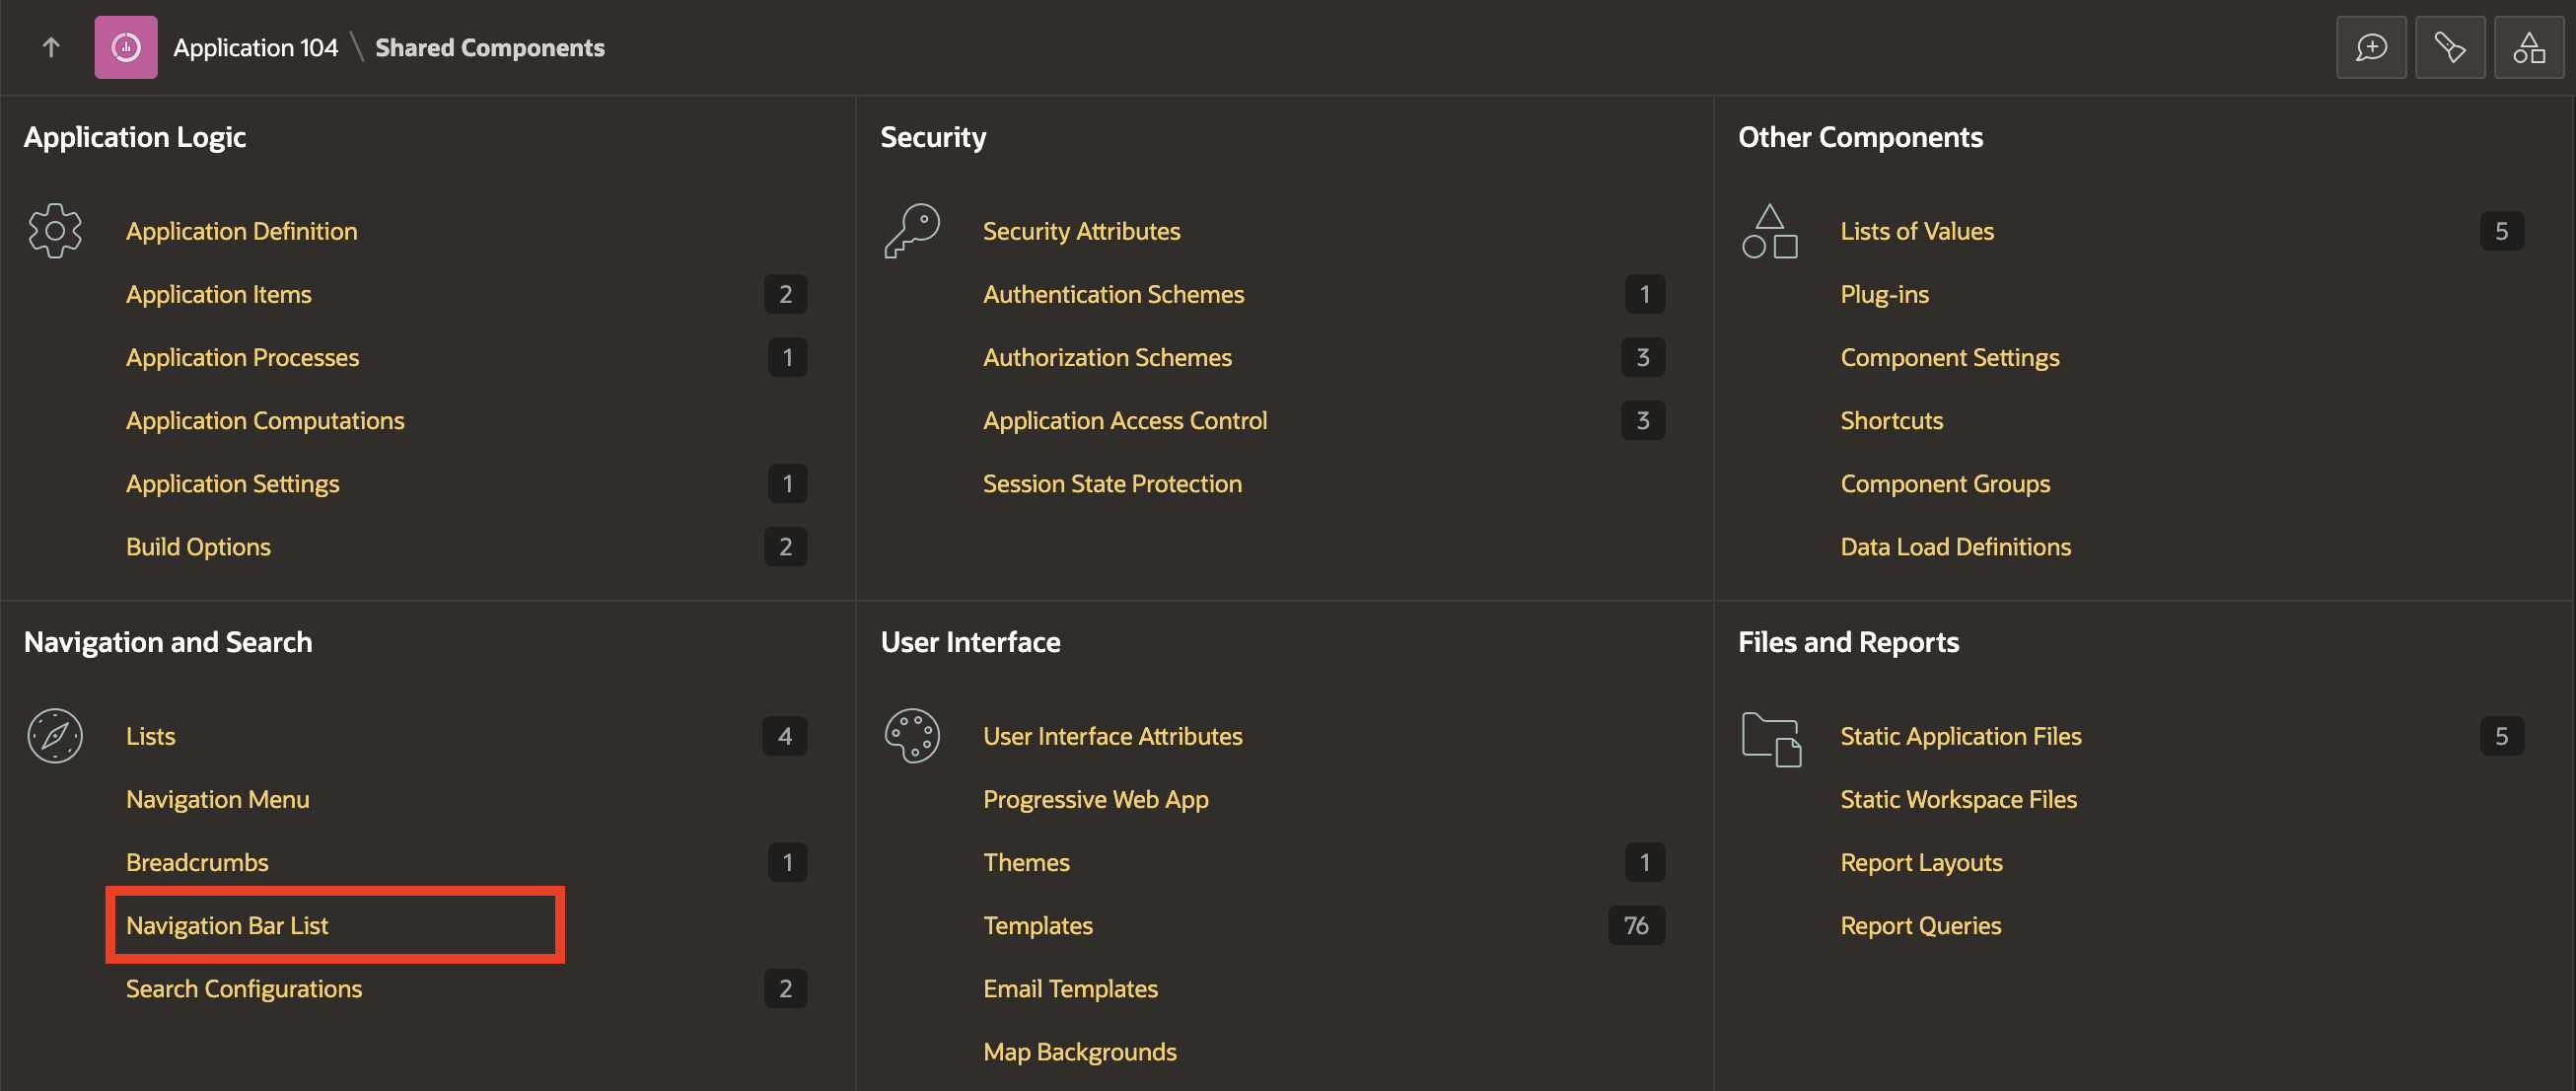 Application 104 \ Shared Components
Application Logic
Application Definition
Application Items 2
Application Processes 1
Application Computations
Application Settings 1
Build Options 2
Security
Security Attributes
Authentication Schemes 1
Authorization Schemes 3
Application Access Control 3
Session State Protection
Other Components
Lists of Values 5
Plug-ins
Component Settings
Shortcuts
Component Groups
Data Load Definitions
Navigation and Search
Lists 4
Navigation Menu
Breadcrumbs 1
Navigation Bar List
Search Configurations 2
User Interface
User Interface Attributes
Progressive Web App
Themes 1
Templates 76
Email Templates
Map Backgrounds
Files and Reports
Static Application Files 5
Static Workspace Files
Report Layouts
Report Queries